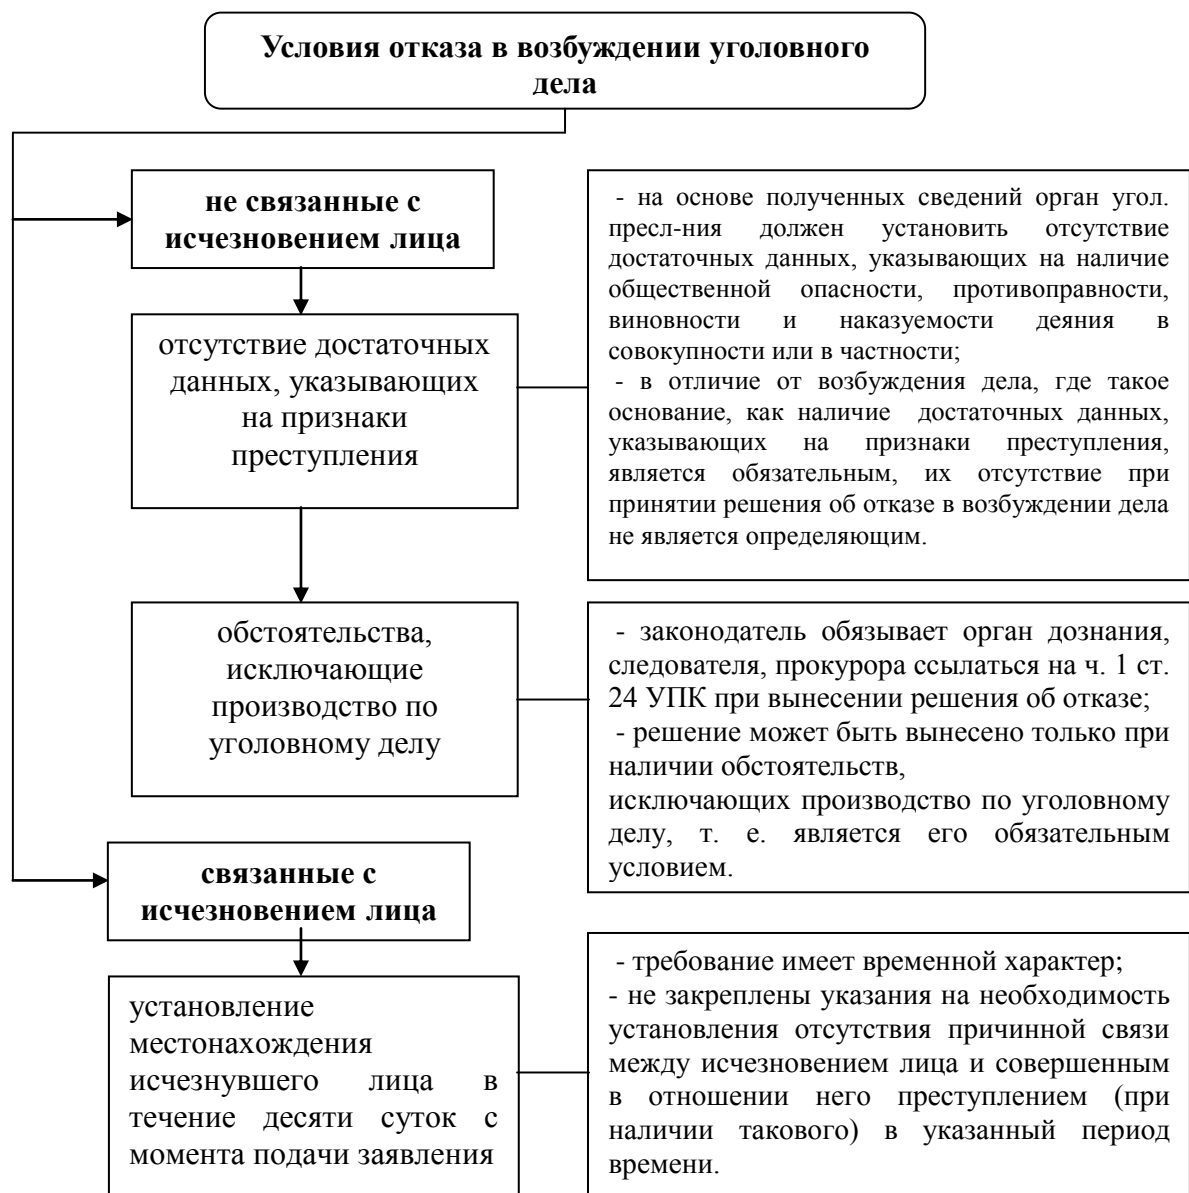 Условия отказа в возбуждении уголовного
дела
не связанные с
исчезновением лица
- на основе полученных сведений орган угол.
пресл-ния должен установить отсутствие
достаточных данных, указывающих на наличие
общественной опасности, противоправности,
виновности и наказуемости деяния в
совокупности или в частности;
- в отличие от возбуждения дела, где такое
основание, как наличие достаточных данных,
указывающих на признаки преступления,
является обязательным, их отсутствие при
принятии решения об отказе в возбуждении дела
не является определяющим.
отсутствие достаточных
данных, указывающих
на признаки
преступления
обстоятельства,
исключающие
производство по
уголовному делу
- законодатель обязывает орган дознания,
следователя, прокурора ссылаться на ч. 1 ст.
24 УПК при вынесении решения об отказе;
- решение может быть вынесено только при
наличии обстоятельств,
исключающих производство по уголовному
делу, т. е. является его обязательным
условием.
связанные с
исчезновением лица
установление
местонахождения
исчезнувшего лица в
течение десяти суток с
момента подачи заявления
- требование имеет временной характер;
- не закреплены указания на необходимость
установления отсутствия причинной связи
между исчезновением лица и совершенным
в отношении него преступлением (при
наличии такового) в указанный период
времени.